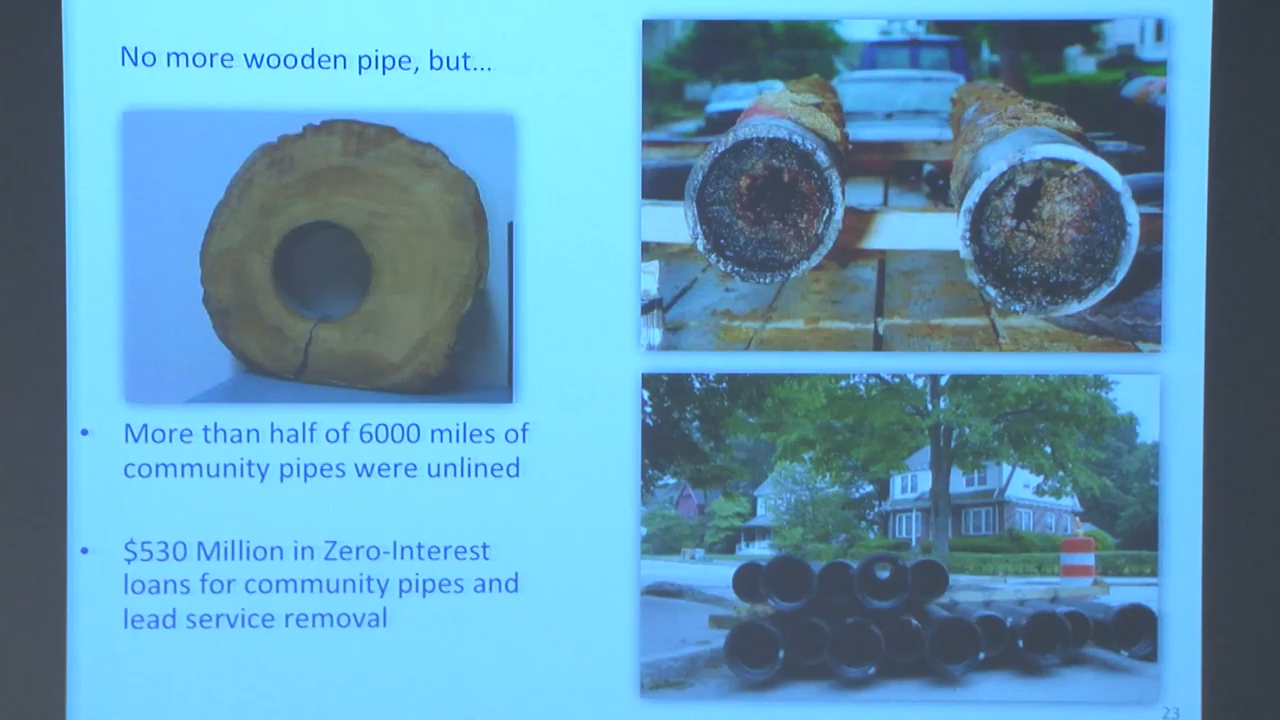 No more wooden pipe, but...
• More than half of 6000 miles of
community pipes were unlined
• $530 Million in Zero-Interest
loans for community pipes and
lead service removal
23